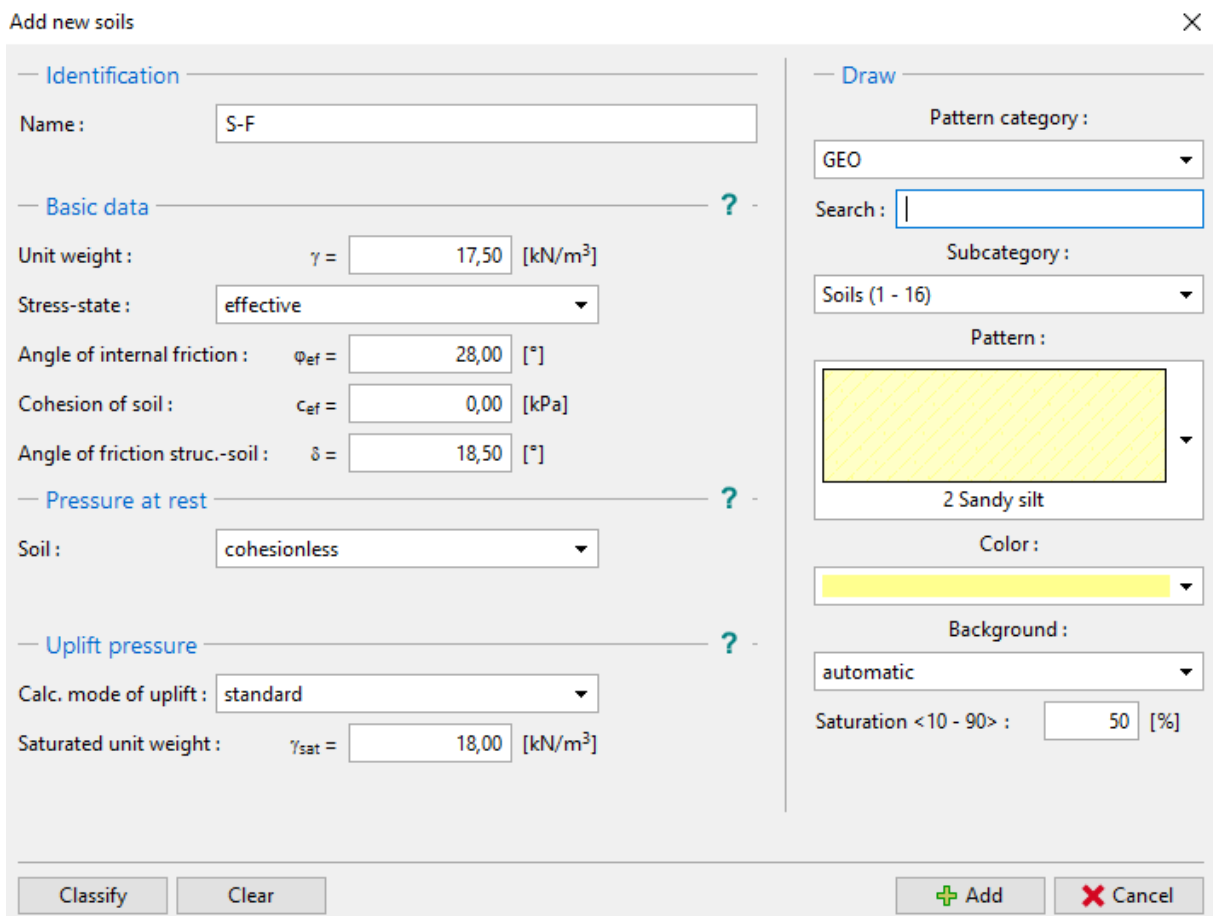 Add new soils
Identification
Name :
S-F
Basic data
?
Unit weight : γ = 17,50 [kN/m³]
Stress-state : effective
Angle of internal friction : φef = 28,00 [°]
Cohesion of soil : cef = 0,00 [kPa]
Angle of friction struc.-soil : δ = 18,50 [°]
Pressure at rest
?
Soil : cohesionless
Uplift pressure
?
Calc. mode of uplift : standard
Saturated unit weight : γsat = 18,00 [kN/m³]
Draw
Pattern category :
GEO
Search :
Subcategory :
Soils (1 - 16)
Pattern :
2 Sandy silt
Color :
Background :
automatic
Saturation <10 - 90> : 50 [%]
Classify
Clear
Add
Cancel